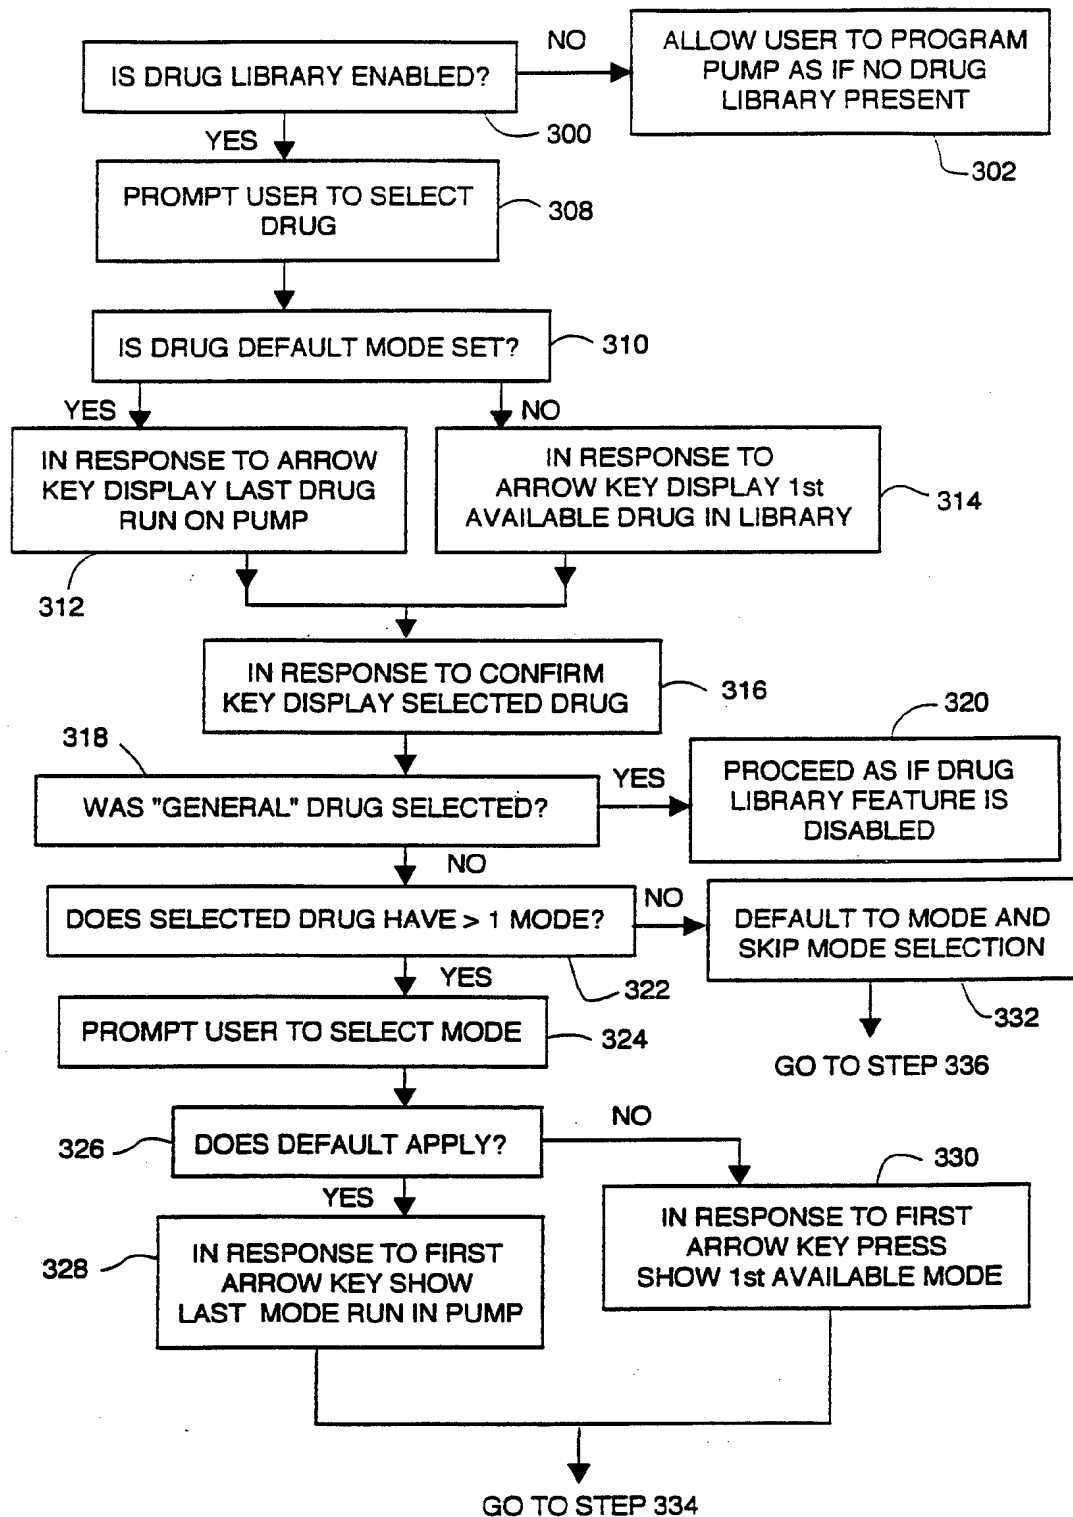 IS DRUG LIBRARY ENABLED?
NO
ALLOW USER TO PROGRAM
PUMP AS IF NO DRUG
LIBRARY PRESENT
300
302
YES
PROMPT USER TO SELECT
DRUG
308
IS DRUG DEFAULT MODE SET?
310
YES
NO
IN RESPONSE TO ARROW
KEY DISPLAY LAST DRUG
RUN ON PUMP
312
IN RESPONSE TO
ARROW KEY DISPLAY 1st
AVAILABLE DRUG IN LIBRARY
314
IN RESPONSE TO CONFIRM
KEY DISPLAY SELECTED DRUG
316
318
WAS "GENERAL" DRUG SELECTED?
YES
320
PROCEED AS IF DRUG
LIBRARY FEATURE IS
DISABLED
NO
DOES SELECTED DRUG HAVE > 1 MODE?
322
NO
DEFAULT TO MODE AND
SKIP MODE SELECTION
332
GO TO STEP 336
YES
PROMPT USER TO SELECT MODE
324
326
DOES DEFAULT APPLY?
NO
330
YES
328
IN RESPONSE TO FIRST
ARROW KEY SHOW
LAST MODE RUN IN PUMP
IN RESPONSE TO FIRST
ARROW KEY PRESS
SHOW 1st AVAILABLE MODE
GO TO STEP 334